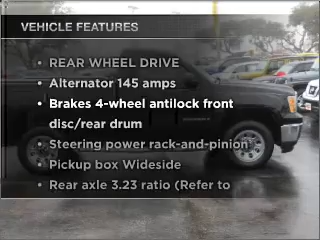 VEHICLE FEATURES
• REAR WHEEL DRIVE
• Alternator 145 amps
• Brakes 4-wheel antilock front
disc/rear drum
• Steering power rack-and-pinion
• Pickup box Wideside
• Rear axle 3.23 ratio (Refer to